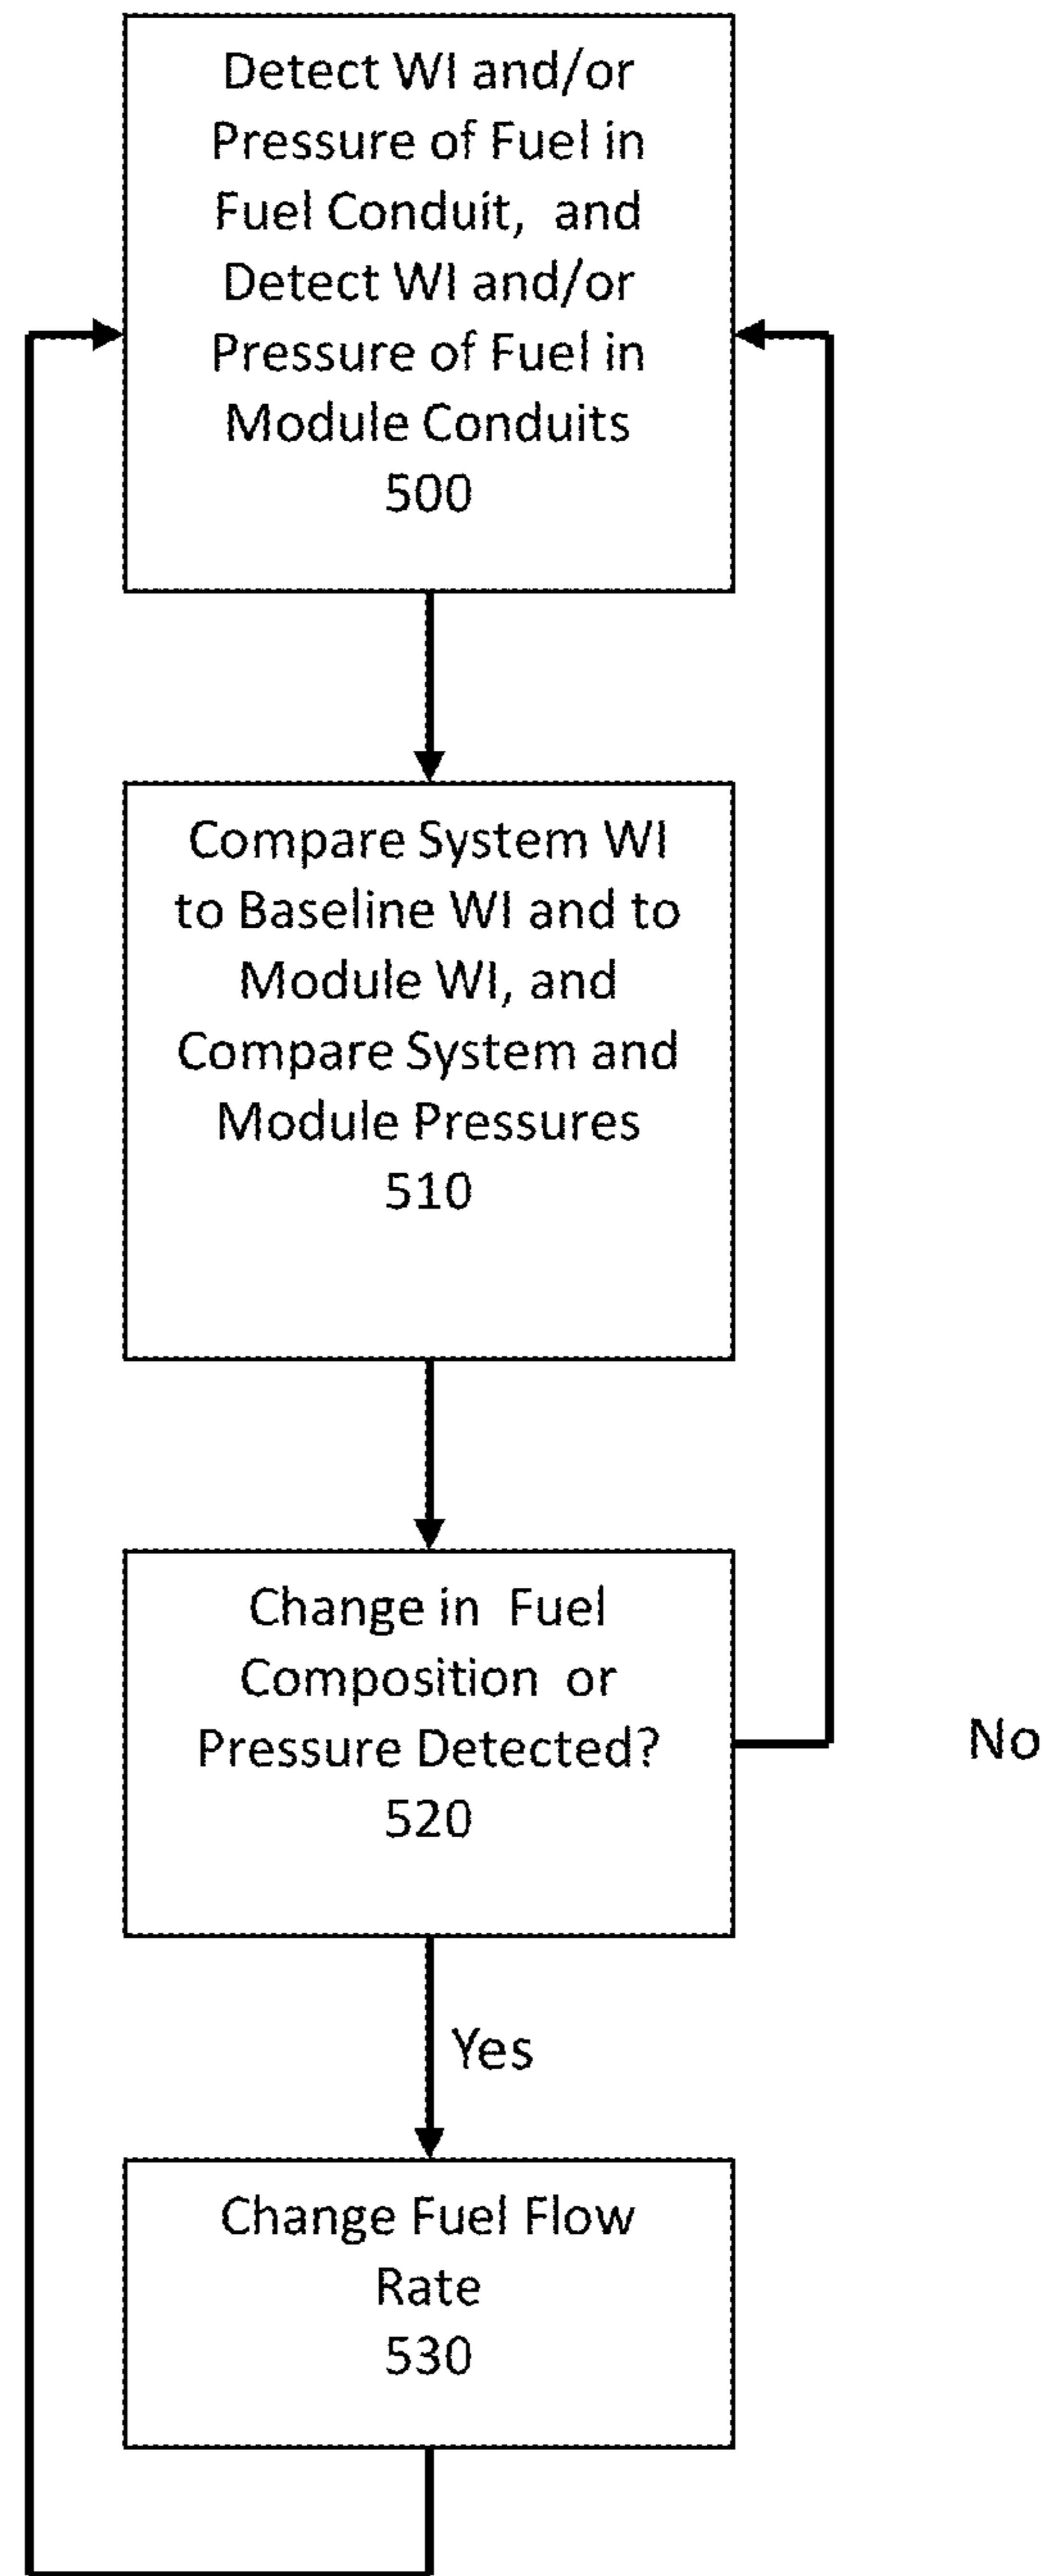 Detect WI and/or
Pressure of Fuel in
Fuel Conduit, and
Detect WI and/or
Pressure of Fuel in
Module Conduits
500
Compare System WI
to Baseline WI and to
Module WI, and
Compare System and
Module Pressures
510
Change in Fuel
Composition or
Pressure Detected?
520
No
Yes
Change Fuel Flow
Rate
530